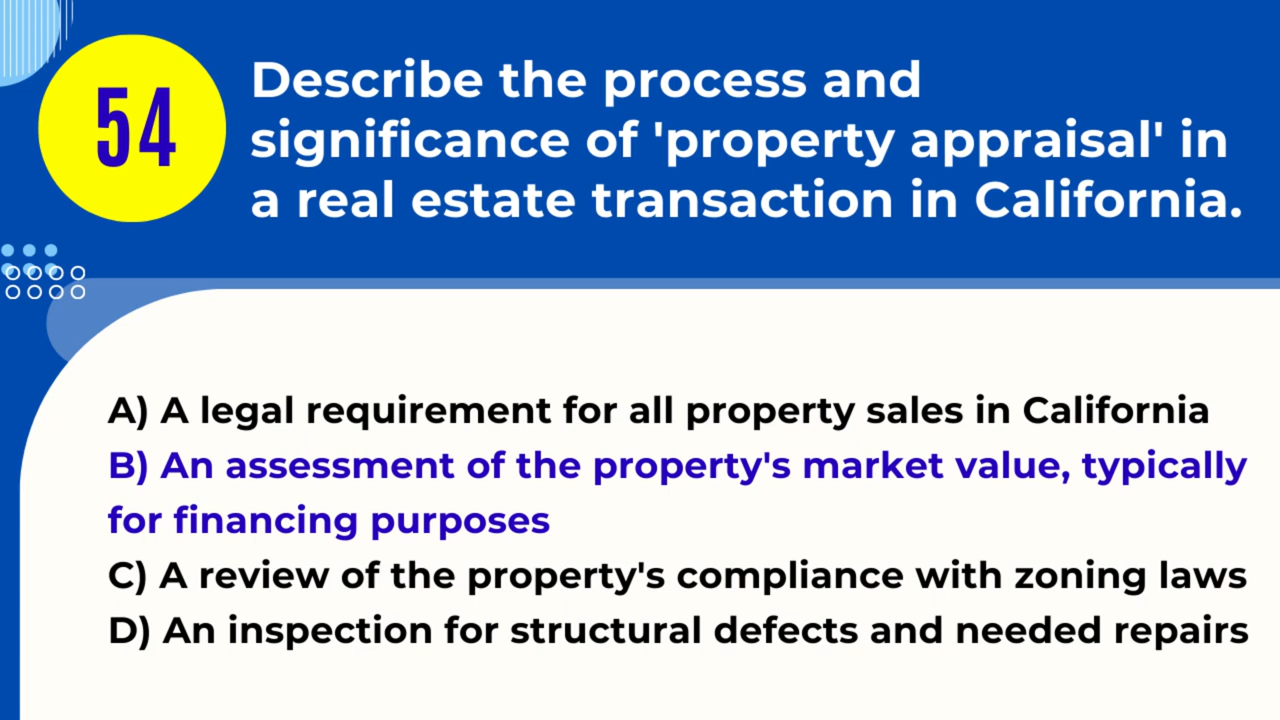 54
Describe the process and
significance of 'property appraisal' in
a real estate transaction in California.
A) A legal requirement for all property sales in California
B) An assessment of the property's market value, typically
for financing purposes
C) A review of the property's compliance with zoning laws
D) An inspection for structural defects and needed repairs